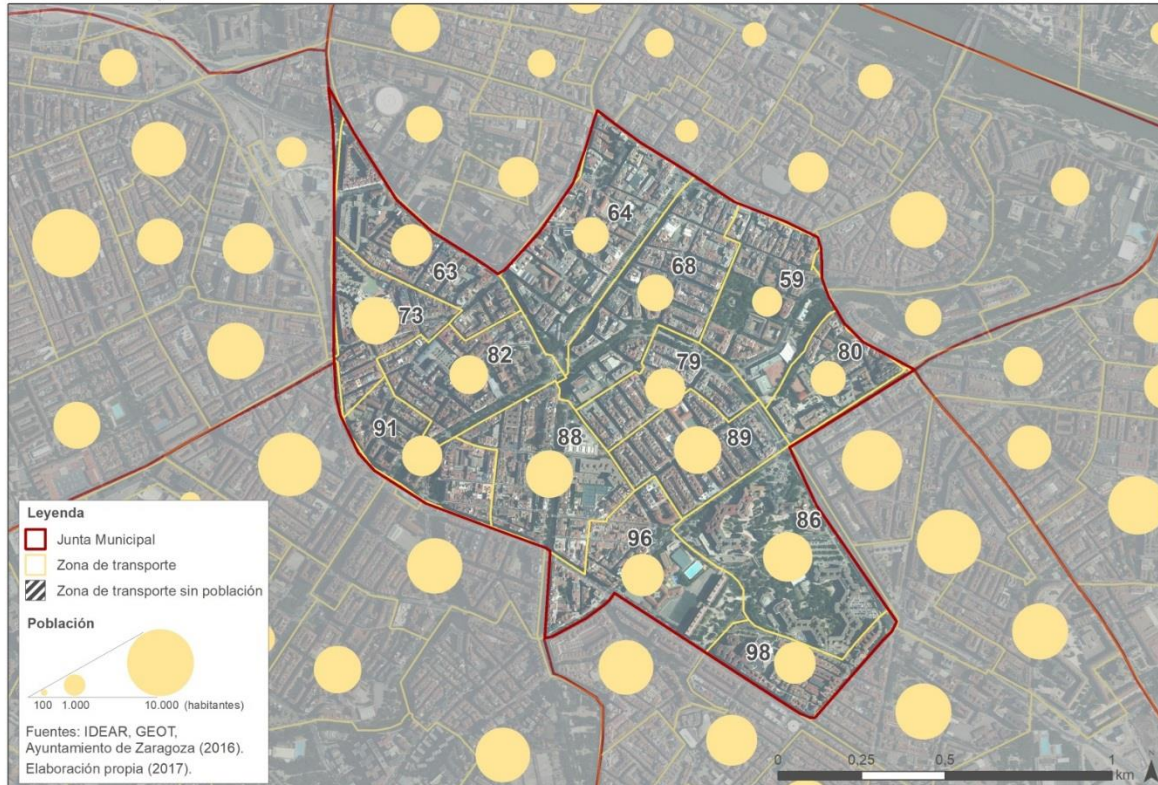 64
63
68
59
73
82
79
80
91
88
89
86
96
98
Leyenda
Junta Municipal
Zona de transporte
Zona de transporte sin población
Población
100 1.000 10.000 (habitantes)
Fuentes: IDEAR, GEOT,
Ayuntamiento de Zaragoza (2016).
Elaboración propia (2017).
0 0,25 0,5 1
km
N